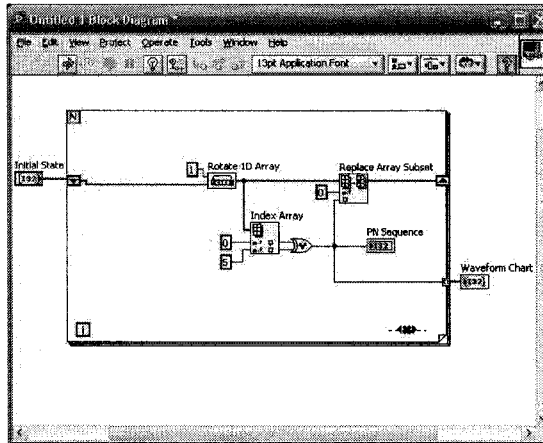 Untitled 1 Block Diagram *
File Edit View Project Operate Tools Window Help
13pt Application Font
N
Initial State
I32
1
Rotate 1D Array
Replace Array Subset
0
Index Array
0
5
PN Sequence
I32
Waveform Chart
I32
i